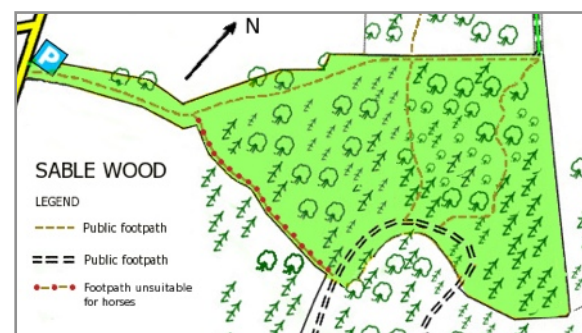 P
N
SABLE WOOD
LEGEND
Public footpath
Public footpath
Footpath unsuitable
for horses